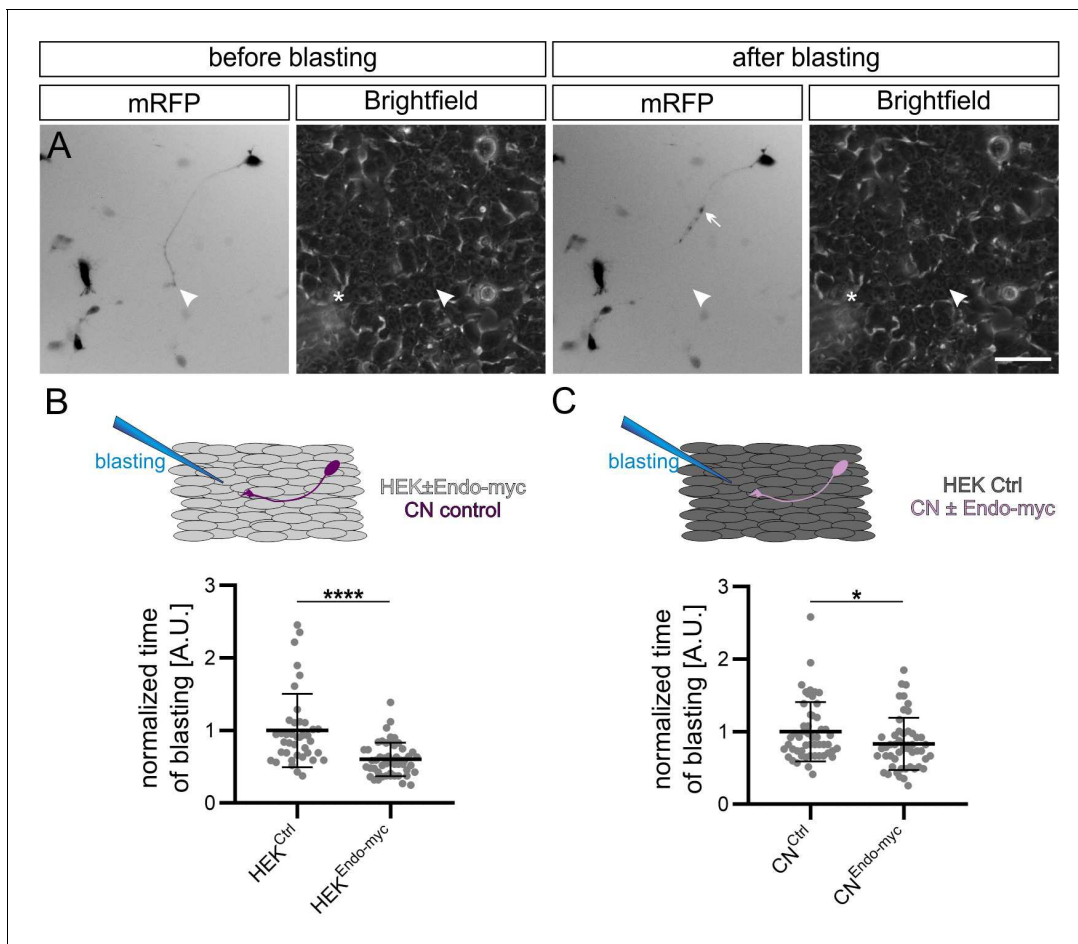 before blasting
after blasting
mRFP
Brightfield
mRFP
Brightfield
A
*
*
B
blasting
HEK±Endo-myc
CN control
C
blasting
HEK Ctrl
CN ± Endo-myc
normalized time
of blasting [A.U.]
3
2
1
0
****
HEKCtrl
HEKEndo-myc
normalized time
of blasting [A.U.]
3
2
1
0
*
CNCtrl
CNEndo-myc